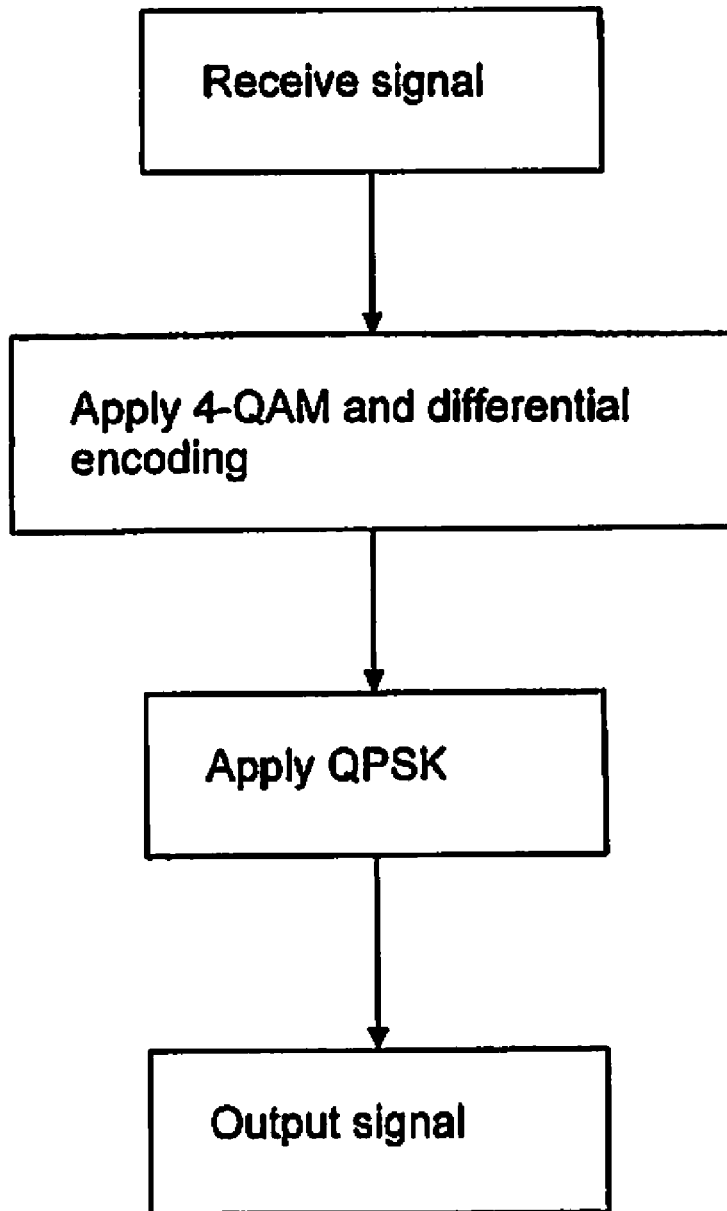 Receive signal
Apply 4-QAM and differential
encoding
Apply QPSK
Output signal